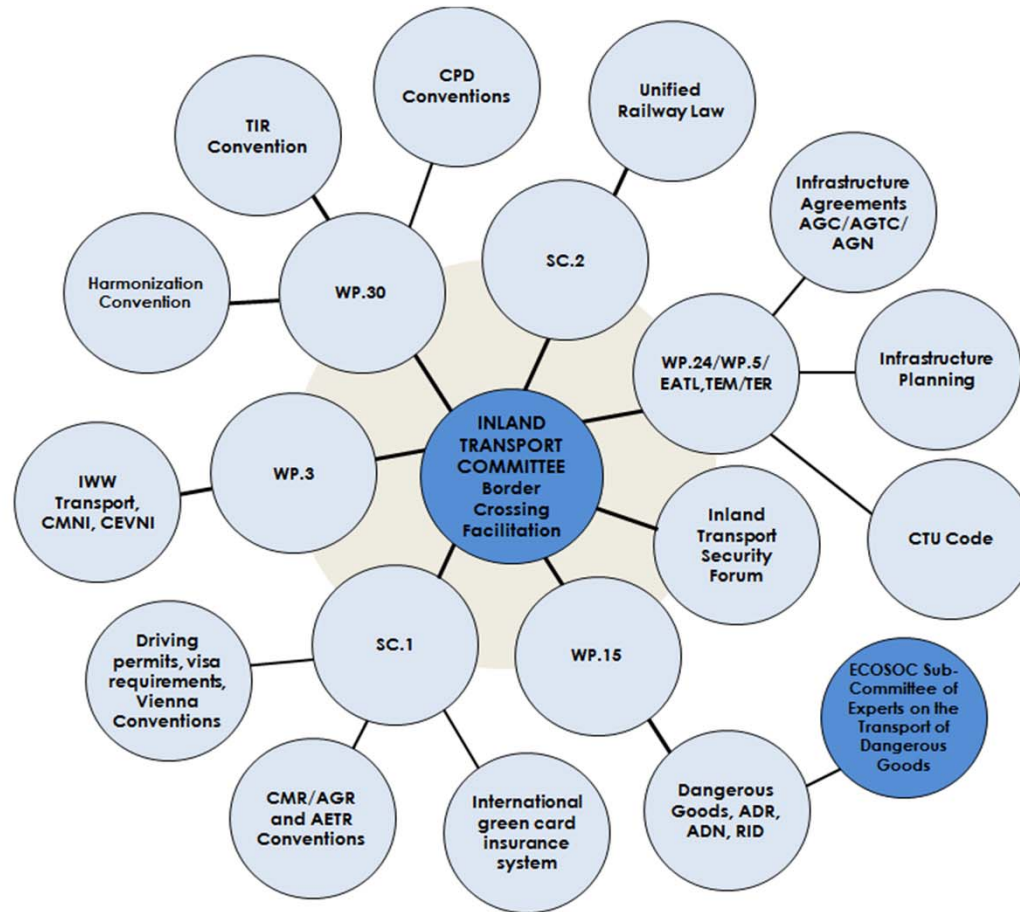 CPD
Conventions
Unified
Railway Law
TIR
Convention
Infrastructure
Agreements
AGC/AGTC/
AGN
Harmonization
Convention
WP.30
SC.2
WP.24/WP.5/
EATL,TEM/TER
Infrastructure
Planning
INLAND
TRANSPORT
COMMITTEE
Border
Crossing
Facilitation
WP.3
IWW
Transport,
CMNI, CEVNI
Inland
Transport
Security
Forum
CTU Code
SC.1
WP.15
Driving
permits, visa
requirements,
Vienna
Conventions
ECOSOC Sub-
Committee of
Experts on the
Transport of
Dangerous
Goods
CMR/AGR
and AETR
Conventions
International
green card
insurance
system
Dangerous
Goods, ADR,
ADN, RID